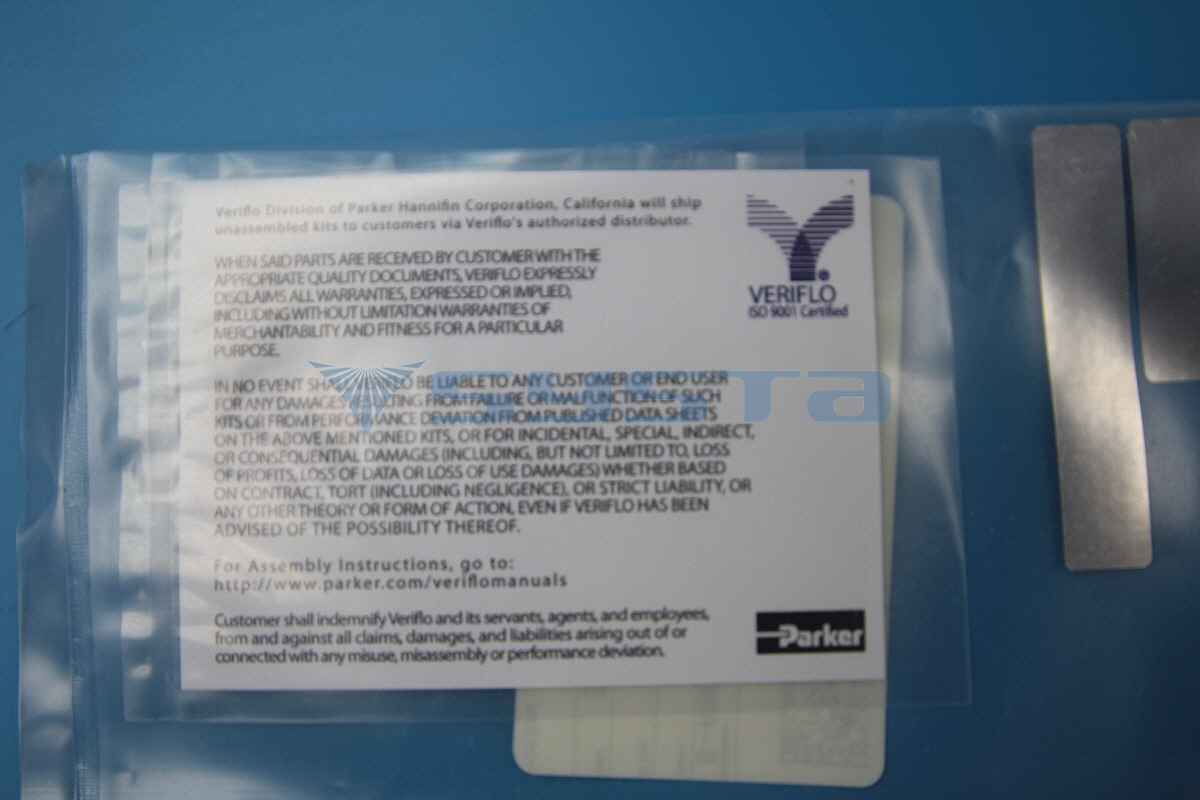 Veriflo Division of Parker Hannifin Corporation, California will ship
unassembled kits to customers via Veriflo's authorized distributor.
WHEN SAID PARTS ARE RECEIVED BY CUSTOMER WITH THE
APPROPRIATE QUALITY DOCUMENTS, VERIFLO EXPRESSLY
DISCLAIMS ALL WARRANTIES, EXPRESSED OR IMPLIED,
INCLUDING WITHOUT LIMITATION WARRANTIES OF
MERCHANTABILITY AND FITNESS FOR A PARTICULAR
PURPOSE.
VERIFLO
ISO 9001 Certified
IN NO EVENT SHALL VERIFLO BE LIABLE TO ANY CUSTOMER OR END USER
FOR ANY DAMAGES RESULTING FROM FAILURE OR MALFUNCTION OF SUCH
KITS OR FROM PERFORMANCE DEVIATION FROM PUBLISHED DATA SHEETS
ON THE ABOVE MENTIONED KITS, OR FOR INCIDENTAL, SPECIAL, INDIRECT,
OR CONSEQUENTIAL DAMAGES (INCLUDING, BUT NOT LIMITED TO, LOSS
OF PROFITS, LOSS OF DATA OR LOSS OF USE DAMAGES) WHETHER BASED
ON CONTRACT, TORT (INCLUDING NEGLIGENCE), OR STRICT LIABILITY, OR
ANY OTHER THEORY OR FORM OF ACTION, EVEN IF VERIFLO HAS BEEN
ADVISED OF THE POSSIBILITY THEREOF.
For Assembly Instructions, go to:
http://www.parker.com/veriflomanuals
Customer shall indemnify Veriflo and its servants, agents, and employees,
from and against all claims, damages, and liabilities arising out of or
connected with any misuse, misassembly or performance deviation.
Parker